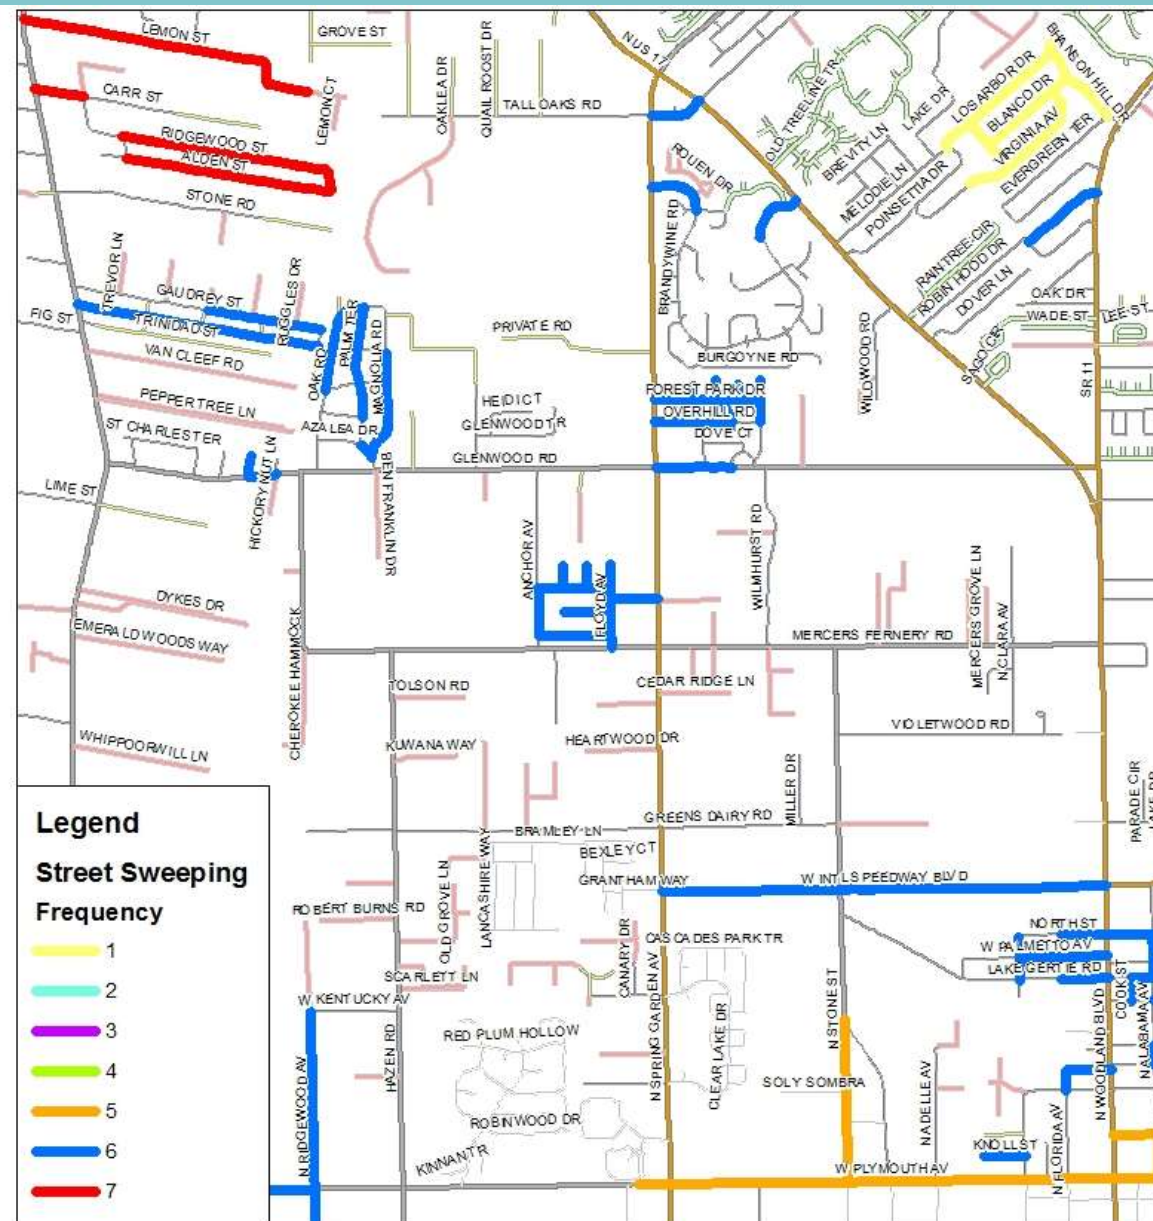 LEMON ST
GROVE ST
OAKLEA DR
QUAIL ROOST DR
N US 17
OLD TREELINE TR
LAKE DR
LOS ARBOR DR
BHANSON HILL DR
BLANCO DR
CARR ST
LEMON CT
TALL OAKS RD
VIRGINIA AV
EVERGREEN TER
BREVITY LN
RIDGEWOOD ST
ALDEN ST
ROUEN DR
MELODIE LN
POINSETTIA DR
STONE RD
BRANDYWINE RD
TREVOR LN
GAUDREY ST
RUGGLES DR
RAINTREE CIR
ROBIN HOOD DR
DOVER LN
OAK DR
WADE ST
LEE ST
FIG ST
TRINIDAD ST
PALM TER
MAGNOLIA RD
PRIVATE RD
WILDWOOD RD
SAGO CIR
SR 11
VAN CLEEF RD
OAK RD
BURGOYNE RD
PEPPERTREE LN
HEIDI CT
FOREST PARK DR
OVERHILL RD
ST CHARLES TER
AZALEA DR
GLENWOOD TR
DOVE CT
HICKORY NUT LN
BEN FRANKLIN DR
GLENWOOD RD
LIME ST
ANCHOR AV
WILMHURST RD
FLOYD AV
MERCERS GROVE LN
N CLARA AV
DYKES DR
EMERALD WOODS WAY
CHEROKEE HAMMOCK
MERCERS FERNERY RD
TOLSON RD
CEDAR RIDGE LN
VIOLETWOOD RD
WHIPPOORWILL LN
KUWANA WAY
HEARTWOOD DR
MILLER DR
PARADE CIR
LAKE DR
GREENS DAIRY RD
BRAMLEY LN
BEXLEY CT
LANCASHIRE WAY
OLD GROVE LN
GRANTHAM WAY
W INTL SPEEDWAY BLVD
ROBERT BURNS RD
CANARY DR
CASCADES PARK TR
NORTH ST
W PALMETTO AV
LAKE GERTIE RD
COOK ST
SCARLETT LN
W KENTUCKY AV
HAZEN RD
RED PLUM HOLLOW
N SPRING GARDEN AV
CLEAR LAKE DR
N STONE ST
N WOODLAND BLVD
N ALABAMA AV
SOLY SOMBRA
N ADELLE AV
N RIDGEWOOD AV
ROBINWOOD DR
KINNAN TR
KNOLL ST
N FLORIDA AV
W PLYMOUTH AV
Legend
Street Sweeping
Frequency
1
2
3
4
5
6
7